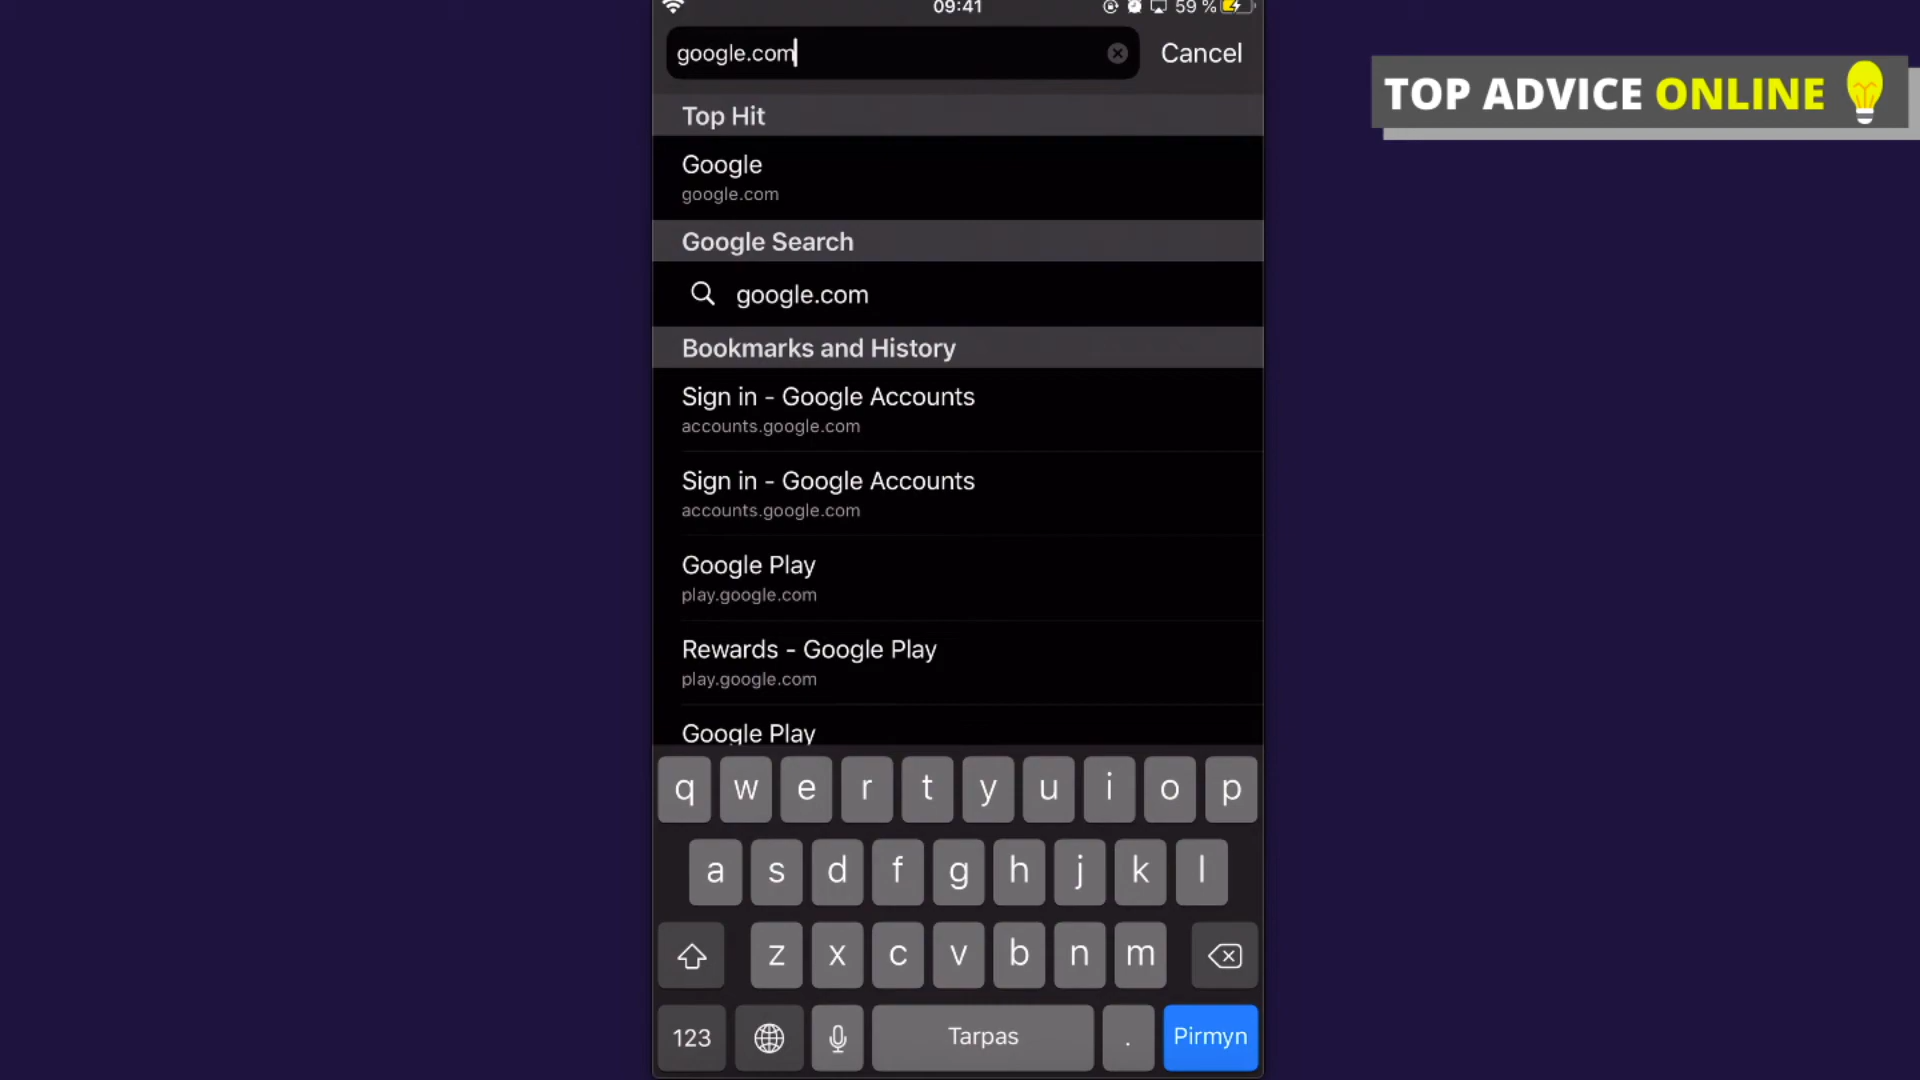 09:41
59 %
google.com
Cancel
TOP ADVICE ONLINE
Top Hit
Google
google.com
Google Search
google.com
Bookmarks and History
Sign in - Google Accounts
accounts.google.com
Sign in - Google Accounts
accounts.google.com
Google Play
play.google.com
Rewards - Google Play
play.google.com
Google Play
q w e r t y u i o p
a s d f g h j k l
z x c v b n m
123 Tarpas . Pirmyn